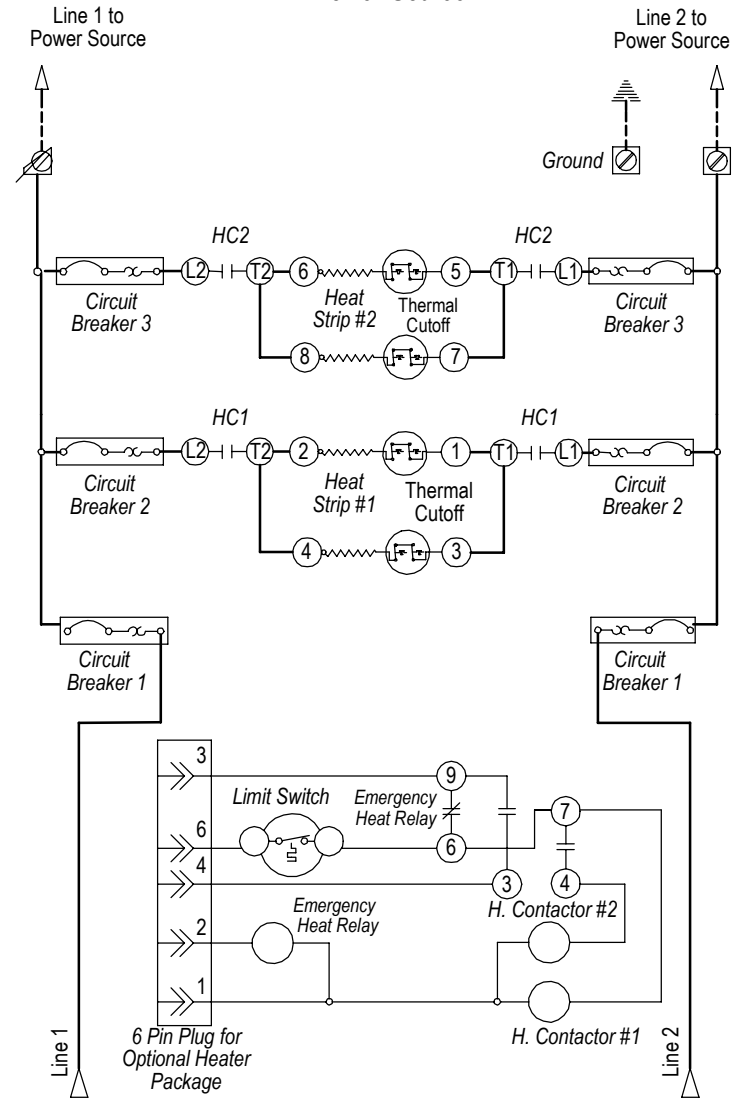 Line 1 to
Power Source
Line 2 to
Power Source
Ground
HC2
HC2
L2
T2
6
5
T1
L1
Circuit
Breaker 3
Heat
Strip #2
Thermal
Cutoff
Circuit
Breaker 3
8
7
HC1
HC1
L2
T2
2
1
T1
L1
Circuit
Breaker 2
Heat
Strip #1
Thermal
Cutoff
Circuit
Breaker 2
4
3
Circuit
Breaker 1
Circuit
Breaker 1
3
9
Limit Switch
Emergency
Heat Relay
7
6
6
4
3
4
H. Contactor #2
Emergency
Heat Relay
2
1
H. Contactor #1
6 Pin Plug for
Optional Heater
Package
Line 1
Line 2